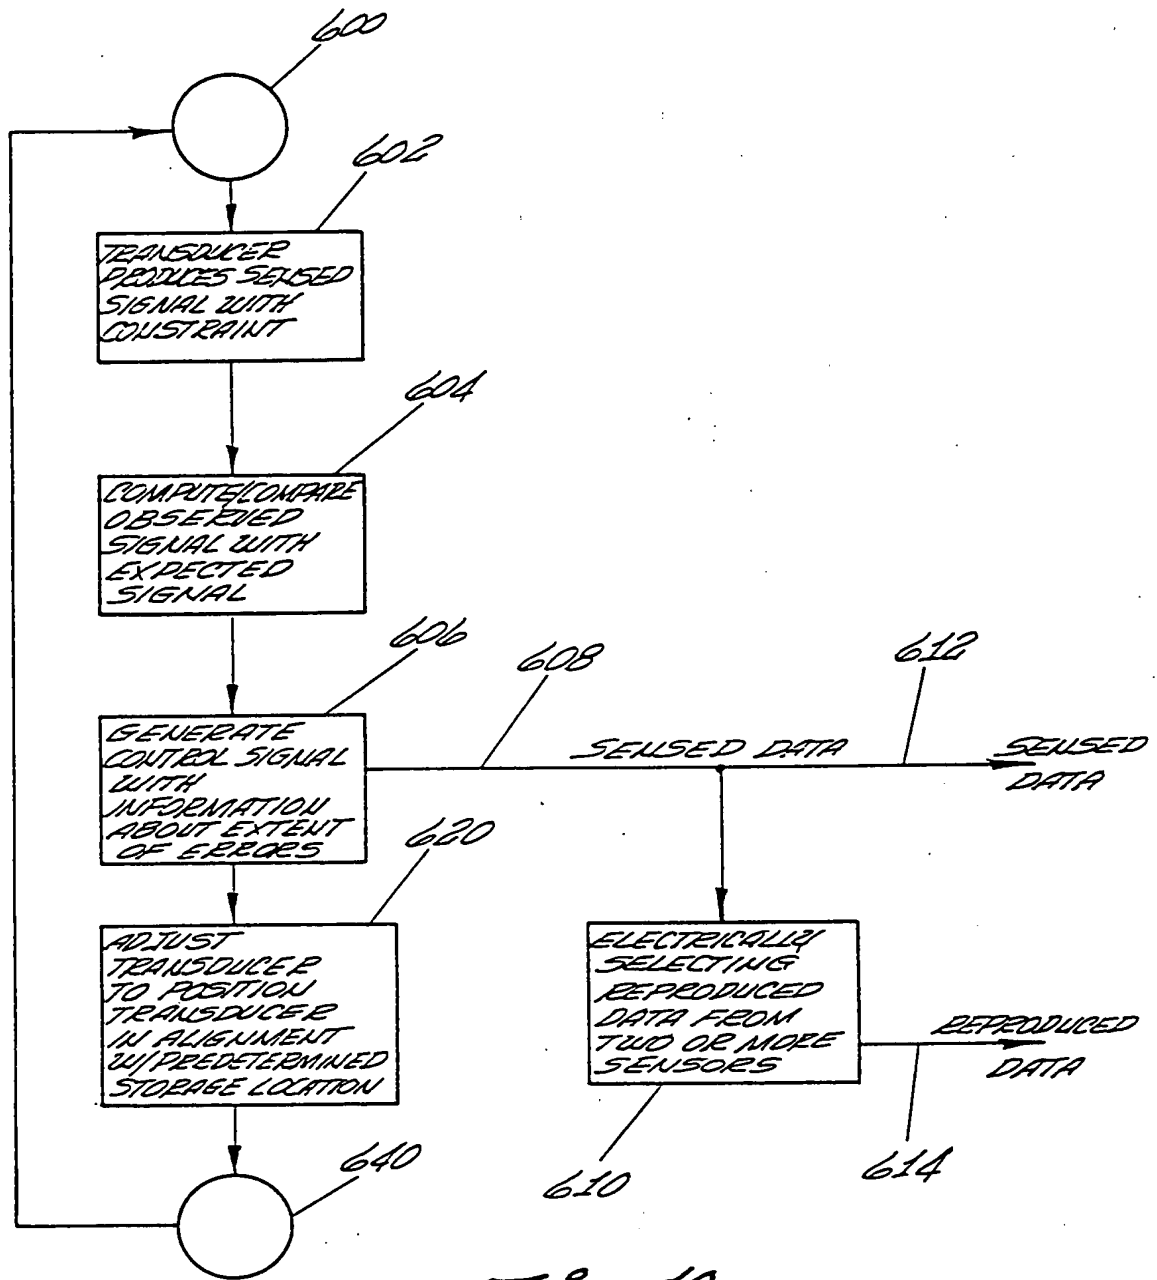 600
602
TRANSDUCER
PRODUCES SENSED
SIGNAL WITH
CONSTRAINT
604
COMPUTE/COMPARE
OBSERVED
SIGNAL WITH
EXPECTED
SIGNAL
606
608
612
GENERATE
CONTROL SIGNAL
WITH
INFORMATION
ABOUT EXTENT
OF ERRORS
SENSED DATA
SENSED
DATA
620
ADJUST
TRANSDUCER
TO POSITION
TRANSDUCER
IN ALIGNMENT
W/PREDETERMINED
STORAGE LOCATION
ELECTRICALLY
SELECTING
REPRODUCED
DATA FROM
TWO OR MORE
SENSORS
REPRODUCED
DATA
640
610
614